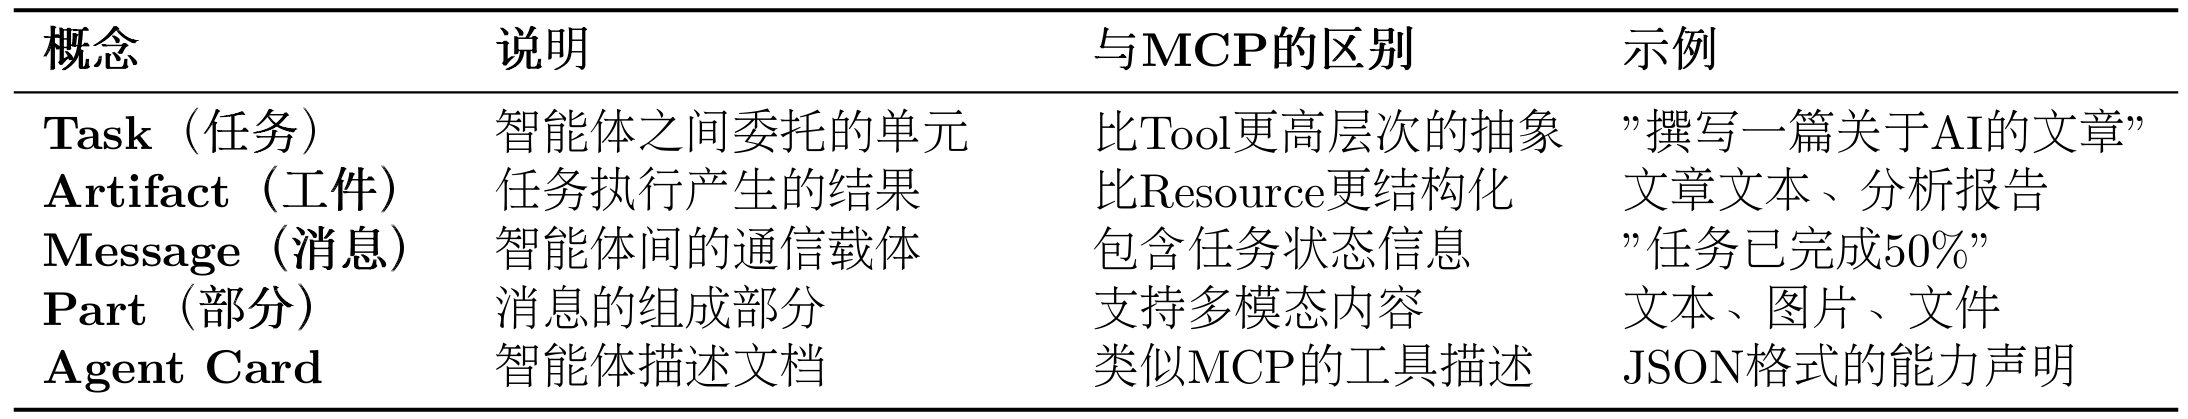 概念 说明 与MCP的区别 示例
Task（任务） 智能体之间委托的单元 比Tool更高层次的抽象 ”撰写一篇关于AI的文章”
Artifact（工件） 任务执行产生的结果 比Resource更结构化 文章文本、分析报告
Message（消息） 智能体间的通信载体 包含任务状态信息 ”任务已完成50%”
Part（部分） 消息的组成部分 支持多模态内容 文本、图片、文件
Agent Card 智能体描述文档 类似MCP的工具描述 JSON格式的能力声明